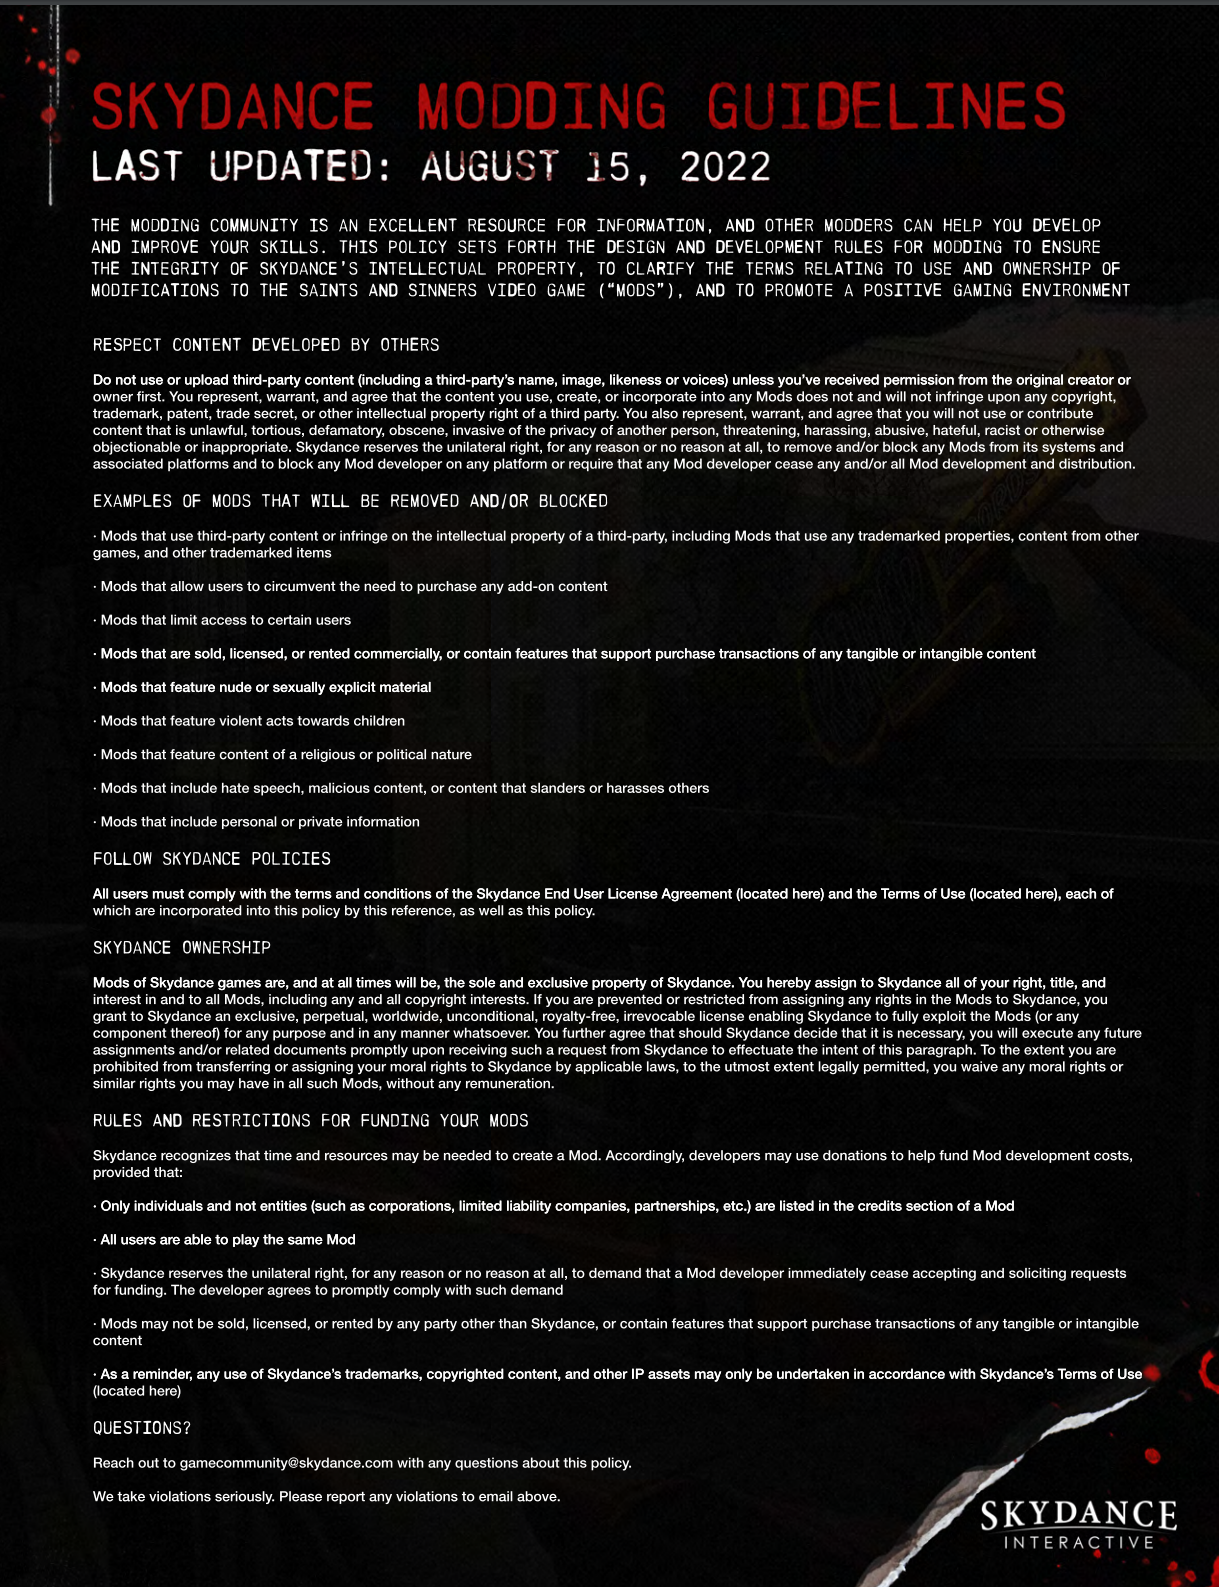 SKYDANCE MODDING GUIDELINES
LAST UPDATED: AUGUST 15, 2022
THE MODDING COMMUNITY IS AN EXCELLENT RESOURCE FOR INFORMATION, AND OTHER MODDERS CAN HELP YOU DEVELOP
AND IMPROVE YOUR SKILLS. THIS POLICY SETS FORTH THE DESIGN AND DEVELOPMENT RULES FOR MODDING TO ENSURE
THE INTEGRITY OF SKYDANCE'S INTELLECTUAL PROPERTY, TO CLARIFY THE TERMS RELATING TO USE AND OWNERSHIP OF
MODIFICATIONS TO THE SAINTS AND SINNERS VIDEO GAME (“MODS”), AND TO PROMOTE A POSITIVE GAMING ENVIRONMENT
RESPECT CONTENT DEVELOPED BY OTHERS
Do not use or upload third-party content (including a third-party’s name, image, likeness or voices) unless you’ve received permission from the original creator or
owner first. You represent, warrant, and agree that the content you use, create, or incorporate into any Mods does not and will not infringe upon any copyright,
trademark, patent, trade secret, or other intellectual property right of a third party. You also represent, warrant, and agree that you will not use or contribute
content that is unlawful, tortious, defamatory, obscene, invasive of the privacy of another person, threatening, harassing, abusive, hateful, racist or otherwise
objectionable or inappropriate. Skydance reserves the unilateral right, for any reason or no reason at all, to remove and/or block any Mods from its systems and
associated platforms and to block any Mod developer on any platform or require that any Mod developer cease any and/or all Mod development and distribution.
EXAMPLES OF MODS THAT WILL BE REMOVED AND/OR BLOCKED
· Mods that use third-party content or infringe on the intellectual property of a third-party, including Mods that use any trademarked properties, content from other
games, and other trademarked items
· Mods that allow users to circumvent the need to purchase any add-on content
· Mods that limit access to certain users
· Mods that are sold, licensed, or rented commercially, or contain features that support purchase transactions of any tangible or intangible content
· Mods that feature nude or sexually explicit material
· Mods that feature violent acts towards children
· Mods that feature content of a religious or political nature
· Mods that include hate speech, malicious content, or content that slanders or harasses others
· Mods that include personal or private information
FOLLOW SKYDANCE POLICIES
All users must comply with the terms and conditions of the Skydance End User License Agreement (located here) and the Terms of Use (located here), each of
which are incorporated into this policy by this reference, as well as this policy.
SKYDANCE OWNERSHIP
Mods of Skydance games are, and at all times will be, the sole and exclusive property of Skydance. You hereby assign to Skydance all of your right, title, and
interest in and to all Mods, including any and all copyright interests. If you are prevented or restricted from assigning any rights in the Mods to Skydance, you
grant to Skydance an exclusive, perpetual, worldwide, unconditional, royalty-free, irrevocable license enabling Skydance to fully exploit the Mods (or any
component thereof) for any purpose and in any manner whatsoever. You further agree that should Skydance decide that it is necessary, you will execute any future
assignments and/or related documents promptly upon receiving such a request from Skydance to effectuate the intent of this paragraph. To the extent you are
prohibited from transferring or assigning your moral rights to Skydance by applicable laws, to the utmost extent legally permitted, you waive any moral rights or
similar rights you may have in all such Mods, without any remuneration.
RULES AND RESTRICTIONS FOR FUNDING YOUR MODS
Skydance recognizes that time and resources may be needed to create a Mod. Accordingly, developers may use donations to help fund Mod development costs,
provided that:
· Only individuals and not entities (such as corporations, limited liability companies, partnerships, etc.) are listed in the credits section of a Mod
· All users are able to play the same Mod
· Skydance reserves the unilateral right, for any reason or no reason at all, to demand that a Mod developer immediately cease accepting and soliciting requests
for funding. The developer agrees to promptly comply with such demand
· Mods may not be sold, licensed, or rented by any party other than Skydance, or contain features that support purchase transactions of any tangible or intangible
content
· As a reminder, any use of Skydance’s trademarks, copyrighted content, and other IP assets may only be undertaken in accordance with Skydance’s Terms of Use
(located here)
QUESTIONS?
Reach out to gamecommunity@skydance.com with any questions about this policy.
We take violations seriously. Please report any violations to email above.
SKYDANCE
INTERACTIVE